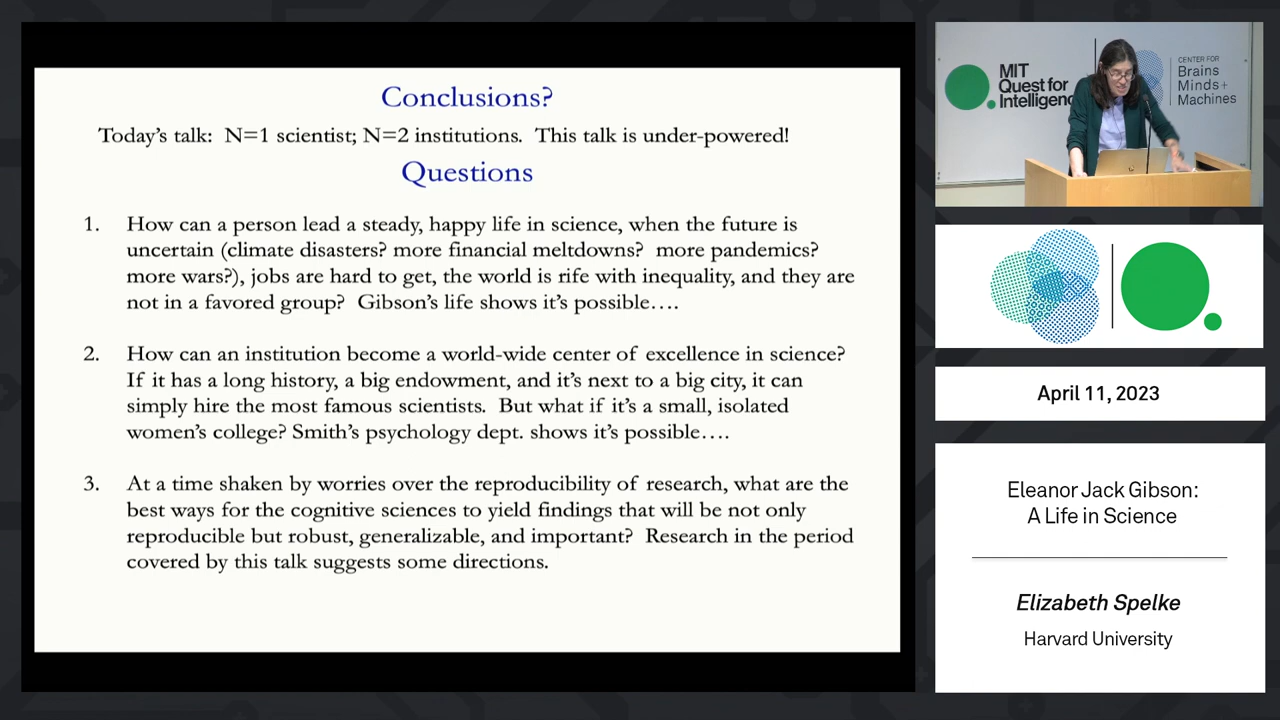 Conclusions?
Today's talk: N=1 scientist; N=2 institutions. This talk is under-powered!
Questions
1. How can a person lead a steady, happy life in science, when the future is
uncertain (climate disasters? more financial meltdowns? more pandemics?
more wars?), jobs are hard to get, the world is rife with inequality, and they are
not in a favored group? Gibson's life shows it's possible….
2. How can an institution become a world-wide center of excellence in science?
If it has a long history, a big endowment, and it's next to a big city, it can
simply hire the most famous scientists. But what if it's a small, isolated
women's college? Smith's psychology dept. shows it's possible….
3. At a time shaken by worries over the reproducibility of research, what are the
best ways for the cognitive sciences to yield findings that will be not only
reproducible but robust, generalizable, and important? Research in the period
covered by this talk suggests some directions.
MIT
Quest for
Intelligenc
CENTER FOR
Brains
Minds+
Machines
April 11, 2023
Eleanor Jack Gibson:
A Life in Science
Elizabeth Spelke
Harvard University